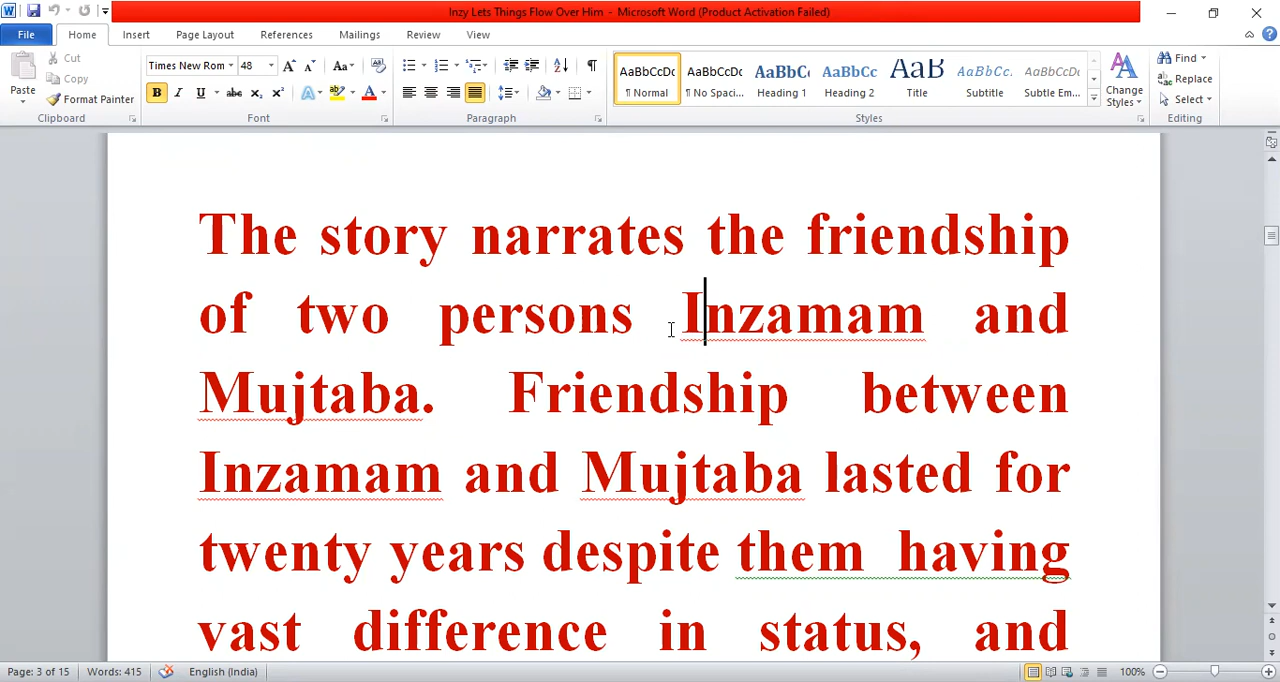 Inzy Lets Things Flow Over Him - Microsoft Word (Product Activation Failed)
File Home Insert Page Layout References Mailings Review View
Cut
Copy
Paste
Format Painter
Clipboard
Times New Rom 48
Font
Paragraph
AaBbCcDc AaBbCcDc AaBbC AaBbCc AaB AaBbCc. AaBbCcDc
¶ Normal ¶ No Spaci... Heading 1 Heading 2 Title Subtitle Subtle Em...
Styles
Change
Styles
Find
Replace
Select
Editing
The story narrates the friendship
of two persons Inzamam and
Mujtaba. Friendship between
Inzamam and Mujtaba lasted for
twenty years despite them having
vast difference in status, and
Page: 3 of 15 Words: 415 English (India) 100%